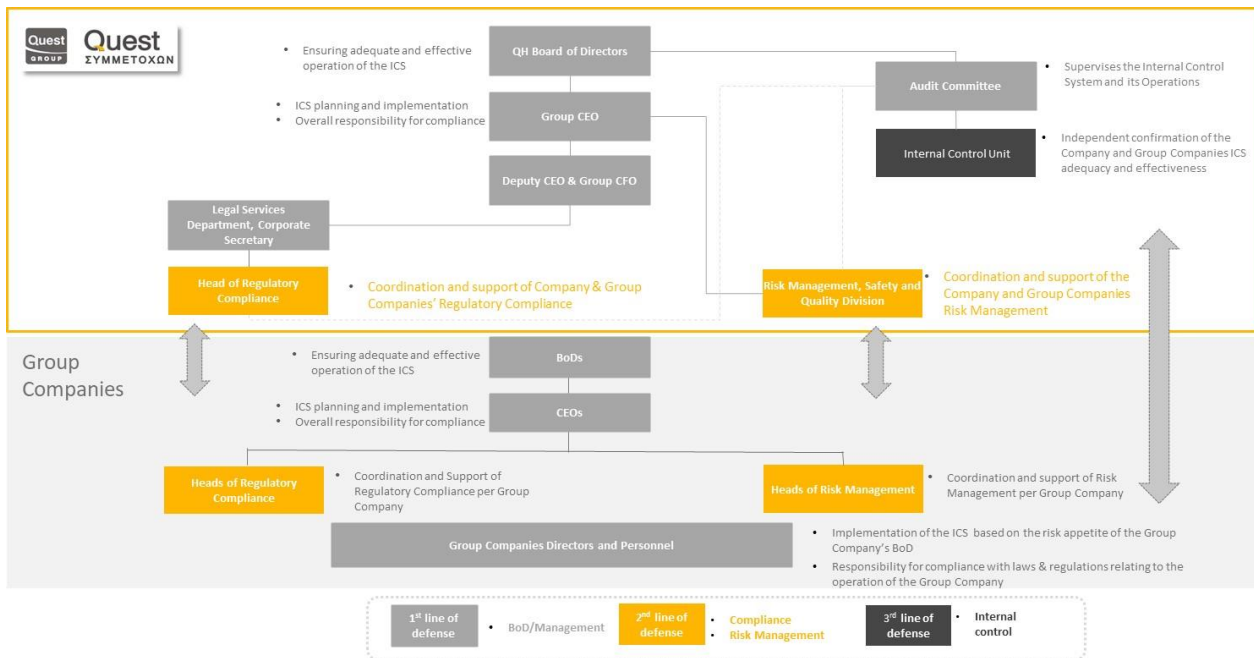 Quest
GROUP
Quest
ΣΥΜΜΕΤΟΧΩΝ
• Ensuring adequate and effective
operation of the ICS
QH Board of Directors
Audit Committee
• Supervises the Internal Control
System and its Operations
• ICS planning and implementation
• Overall responsibility for compliance
Group CEO
Internal Control Unit
• Independent confirmation of the
Company and Group Companies ICS
adequacy and effectiveness
Deputy CEO & Group CFO
Legal Services
Department, Corporate
Secretary
Head of Regulatory
Compliance
• Coordination and support of Company & Group
Companies’ Regulatory Compliance
Risk Management, Safety and
Quality Division
• Coordination and support of the
Company and Group Companies
Risk Management
Group
Companies
• Ensuring adequate and effective
operation of the ICS
BoDs
• ICS planning and implementation
• Overall responsibility for compliance
CEOs
Heads of Regulatory
Compliance
• Coordination and Support of
Regulatory Compliance per Group
Company
Heads of Risk Management
• Coordination and support of Risk
Management per Group Company
Group Companies Directors and Personnel
• Implementation of the ICS based on the risk appetite of the Group
Company’s BoD
• Responsibility for compliance with laws & regulations relating to the
operation of the Group Company
1st line of
defense
• BoD/Management
2nd line of
defense
• Compliance
• Risk Management
3rd line of
defense
• Internal
control